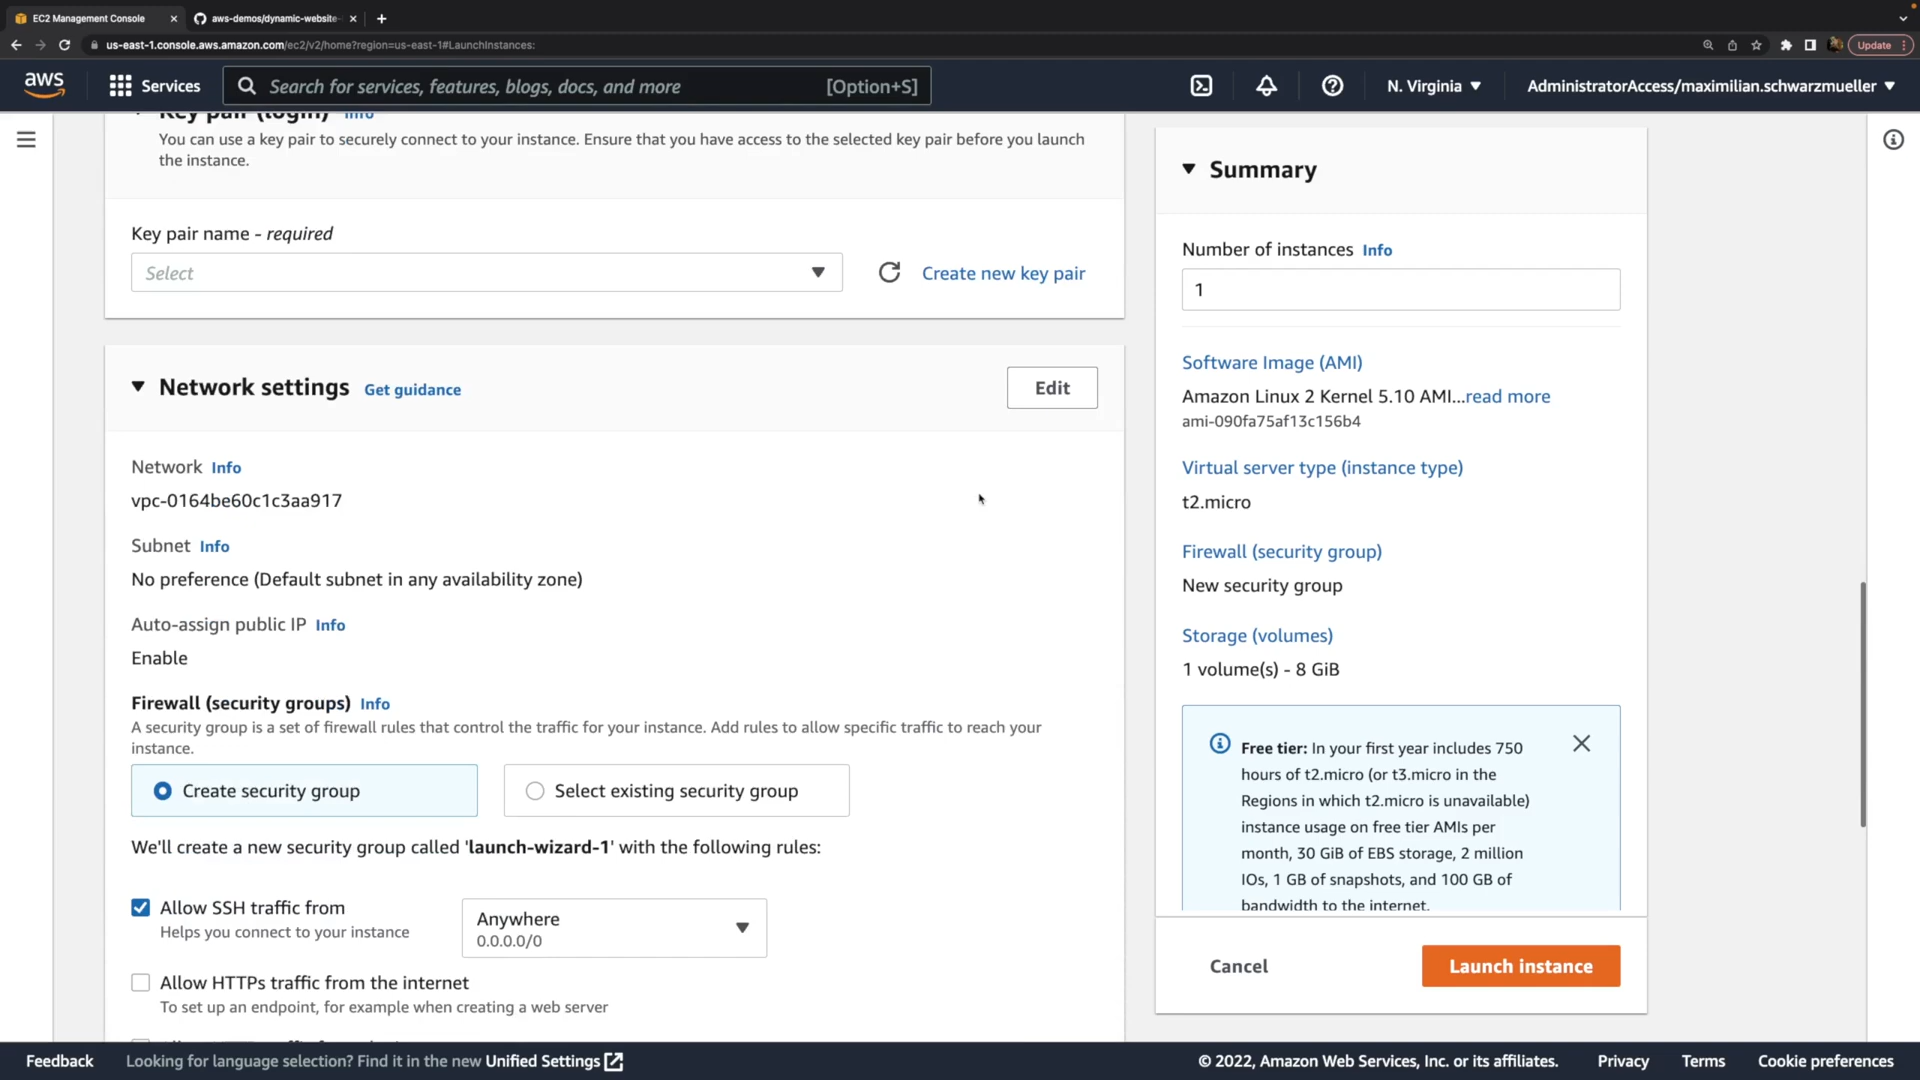 EC2 Management Console
aws-demos/dynamic-website-
us-east-1.console.aws.amazon.com/ec2/v2/home?region=us-east-1#LaunchInstances:
Update
aws
Services
Search for services, features, blogs, docs, and more
[Option+S]
N. Virginia
AdministratorAccess/maximilian.schwarzmueller
Key pair (login) Info
You can use a key pair to securely connect to your instance. Ensure that you have access to the selected key pair before you launch
the instance.
Key pair name - required
Select
Create new key pair
Network settings Get guidance
Edit
Network Info
vpc-0164be60c1c3aa917
Subnet Info
No preference (Default subnet in any availability zone)
Auto-assign public IP Info
Enable
Firewall (security groups) Info
A security group is a set of firewall rules that control the traffic for your instance. Add rules to allow specific traffic to reach your
instance.
Create security group
Select existing security group
We'll create a new security group called 'launch-wizard-1' with the following rules:
Allow SSH traffic from
Helps you connect to your instance
Anywhere
0.0.0.0/0
Allow HTTPs traffic from the internet
To set up an endpoint, for example when creating a web server
Summary
Number of instances Info
1
Software Image (AMI)
Amazon Linux 2 Kernel 5.10 AMI...read more
ami-090fa75af13c156b4
Virtual server type (instance type)
t2.micro
Firewall (security group)
New security group
Storage (volumes)
1 volume(s) - 8 GiB
Free tier: In your first year includes 750
hours of t2.micro (or t3.micro in the
Regions in which t2.micro is unavailable)
instance usage on free tier AMIs per
month, 30 GiB of EBS storage, 2 million
IOs, 1 GB of snapshots, and 100 GB of
bandwidth to the internet.
Cancel
Launch instance
Feedback
Looking for language selection? Find it in the new Unified Settings
© 2022, Amazon Web Services, Inc. or its affiliates.
Privacy
Terms
Cookie preferences